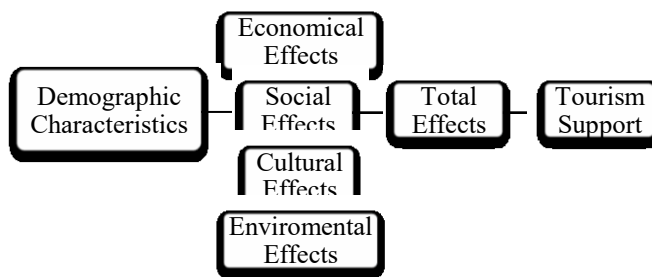 Economical
Effects
Demographic
Characteristics
Social
Effects
Total
Effects
Tourism
Support
Cultural
Effects
Enviromental
Effects